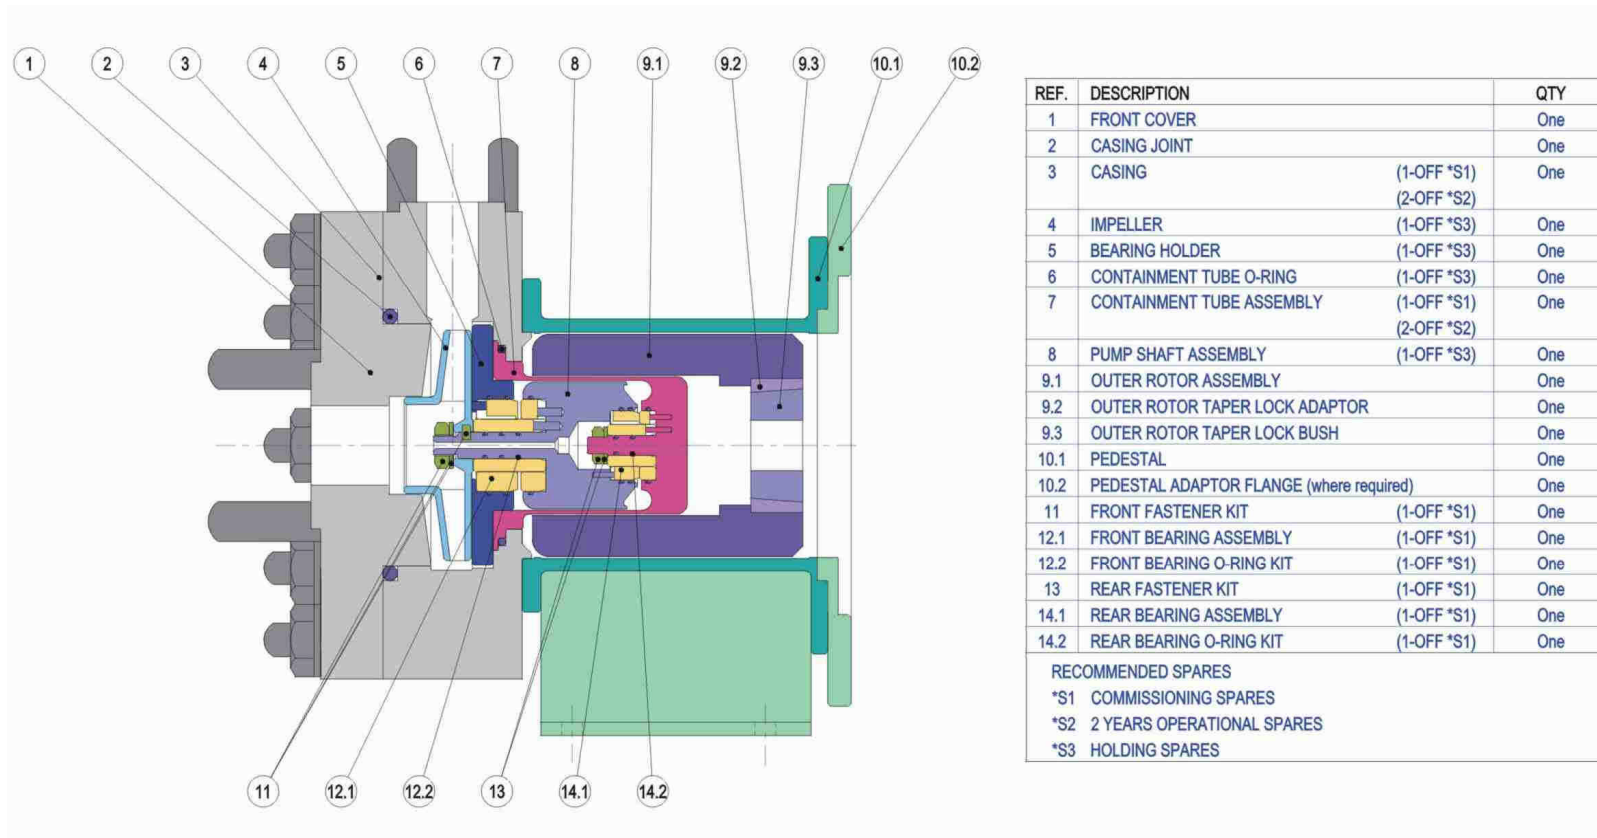 1 2 3 4 5 6 7 8 9.1 9.2 9.3 10.1 10.2
REF. DESCRIPTION QTY
1 FRONT COVER One
2 CASING JOINT One
3 CASING (1-OFF *S1) One
(2-OFF *S2)
4 IMPELLER (1-OFF *S3) One
5 BEARING HOLDER (1-OFF *S3) One
6 CONTAINMENT TUBE O-RING (1-OFF *S3) One
7 CONTAINMENT TUBE ASSEMBLY (1-OFF *S1) One
(2-OFF *S2)
8 PUMP SHAFT ASSEMBLY (1-OFF *S3) One
9.1 OUTER ROTOR ASSEMBLY One
9.2 OUTER ROTOR TAPER LOCK ADAPTOR One
9.3 OUTER ROTOR TAPER LOCK BUSH One
10.1 PEDESTAL One
10.2 PEDESTAL ADAPTOR FLANGE (where required) One
11 FRONT FASTENER KIT (1-OFF *S1) One
12.1 FRONT BEARING ASSEMBLY (1-OFF *S1) One
12.2 FRONT BEARING O-RING KIT (1-OFF *S1) One
13 REAR FASTENER KIT (1-OFF *S1) One
14.1 REAR BEARING ASSEMBLY (1-OFF *S1) One
14.2 REAR BEARING O-RING KIT (1-OFF *S1) One
RECOMMENDED SPARES
*S1 COMMISSIONING SPARES
*S2 2 YEARS OPERATIONAL SPARES
*S3 HOLDING SPARES
11 12.1 12.2 13 14.1 14.2